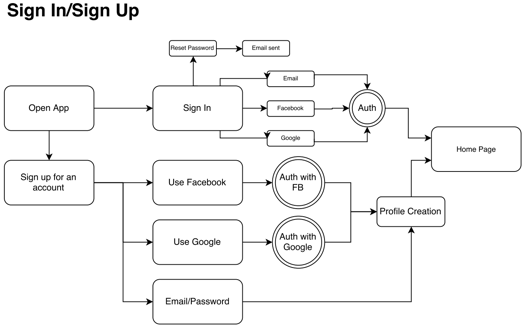 Sign In/Sign Up
Reset Password
Email sent
Email
Open App
Sign In
Facebook
Auth
Google
Home Page
Sign up for an
account
Use Facebook
Auth with
FB
Profile Creation
Use Google
Auth with
Google
Email/Password